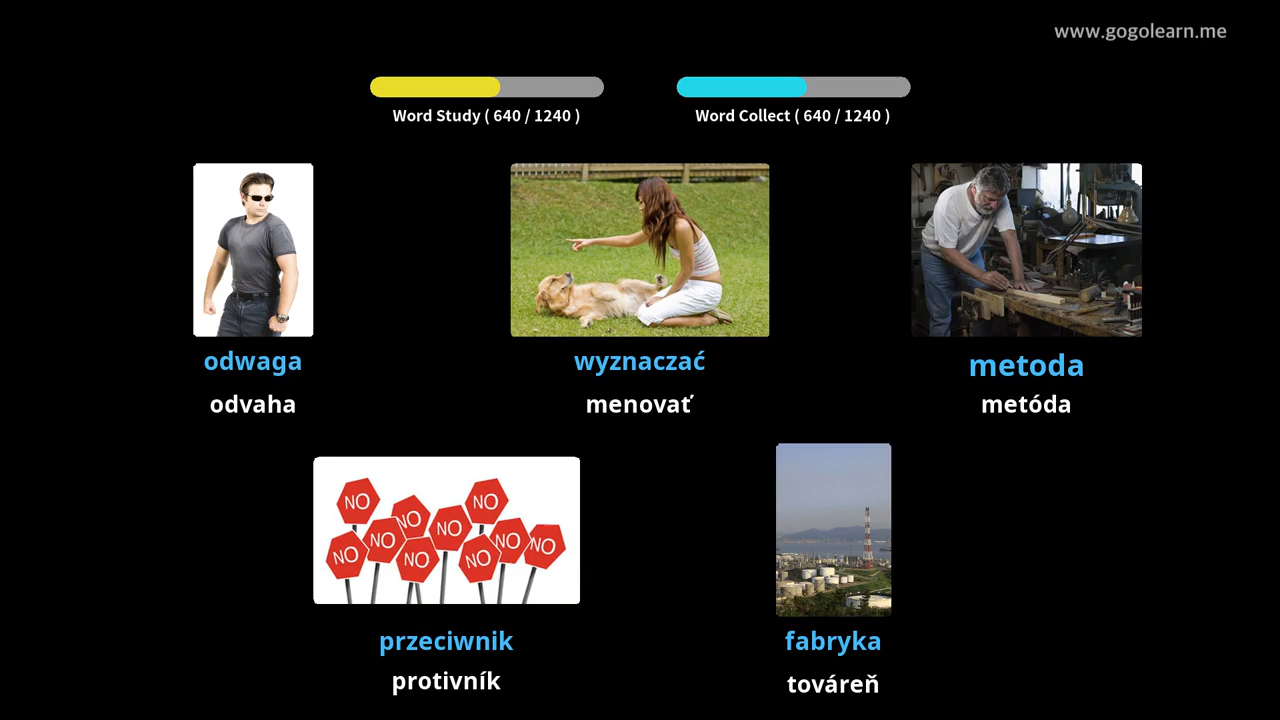 www.gogolearn.me
Word Study ( 640 / 1240 )
Word Collect ( 640 / 1240 )
odwaga
odvaha
wyznaczać
menovať
metoda
metóda
NO
NO
NO
NO
NO
NO
NO
NO
NO
NO
przeciwnik
protivník
fabryka
továreň